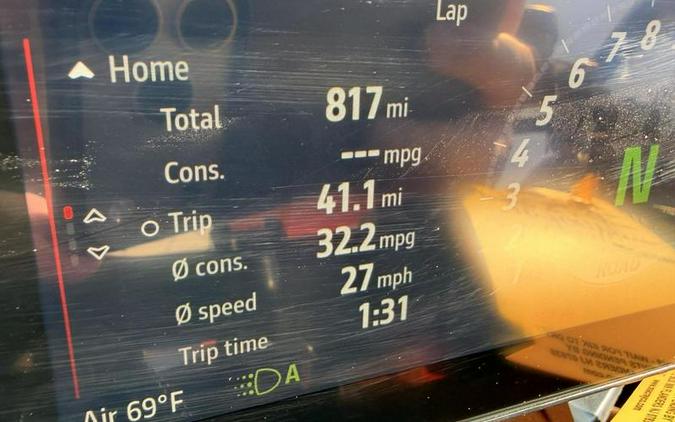 Lap
Home
Total 817 mi
Cons. --- mpg
Trip 41.1 mi
Ø cons. 32.2 mpg
Ø speed 27 mph
Trip time 1:31
Air 69°F
A
3
4
5
6
7
8
N